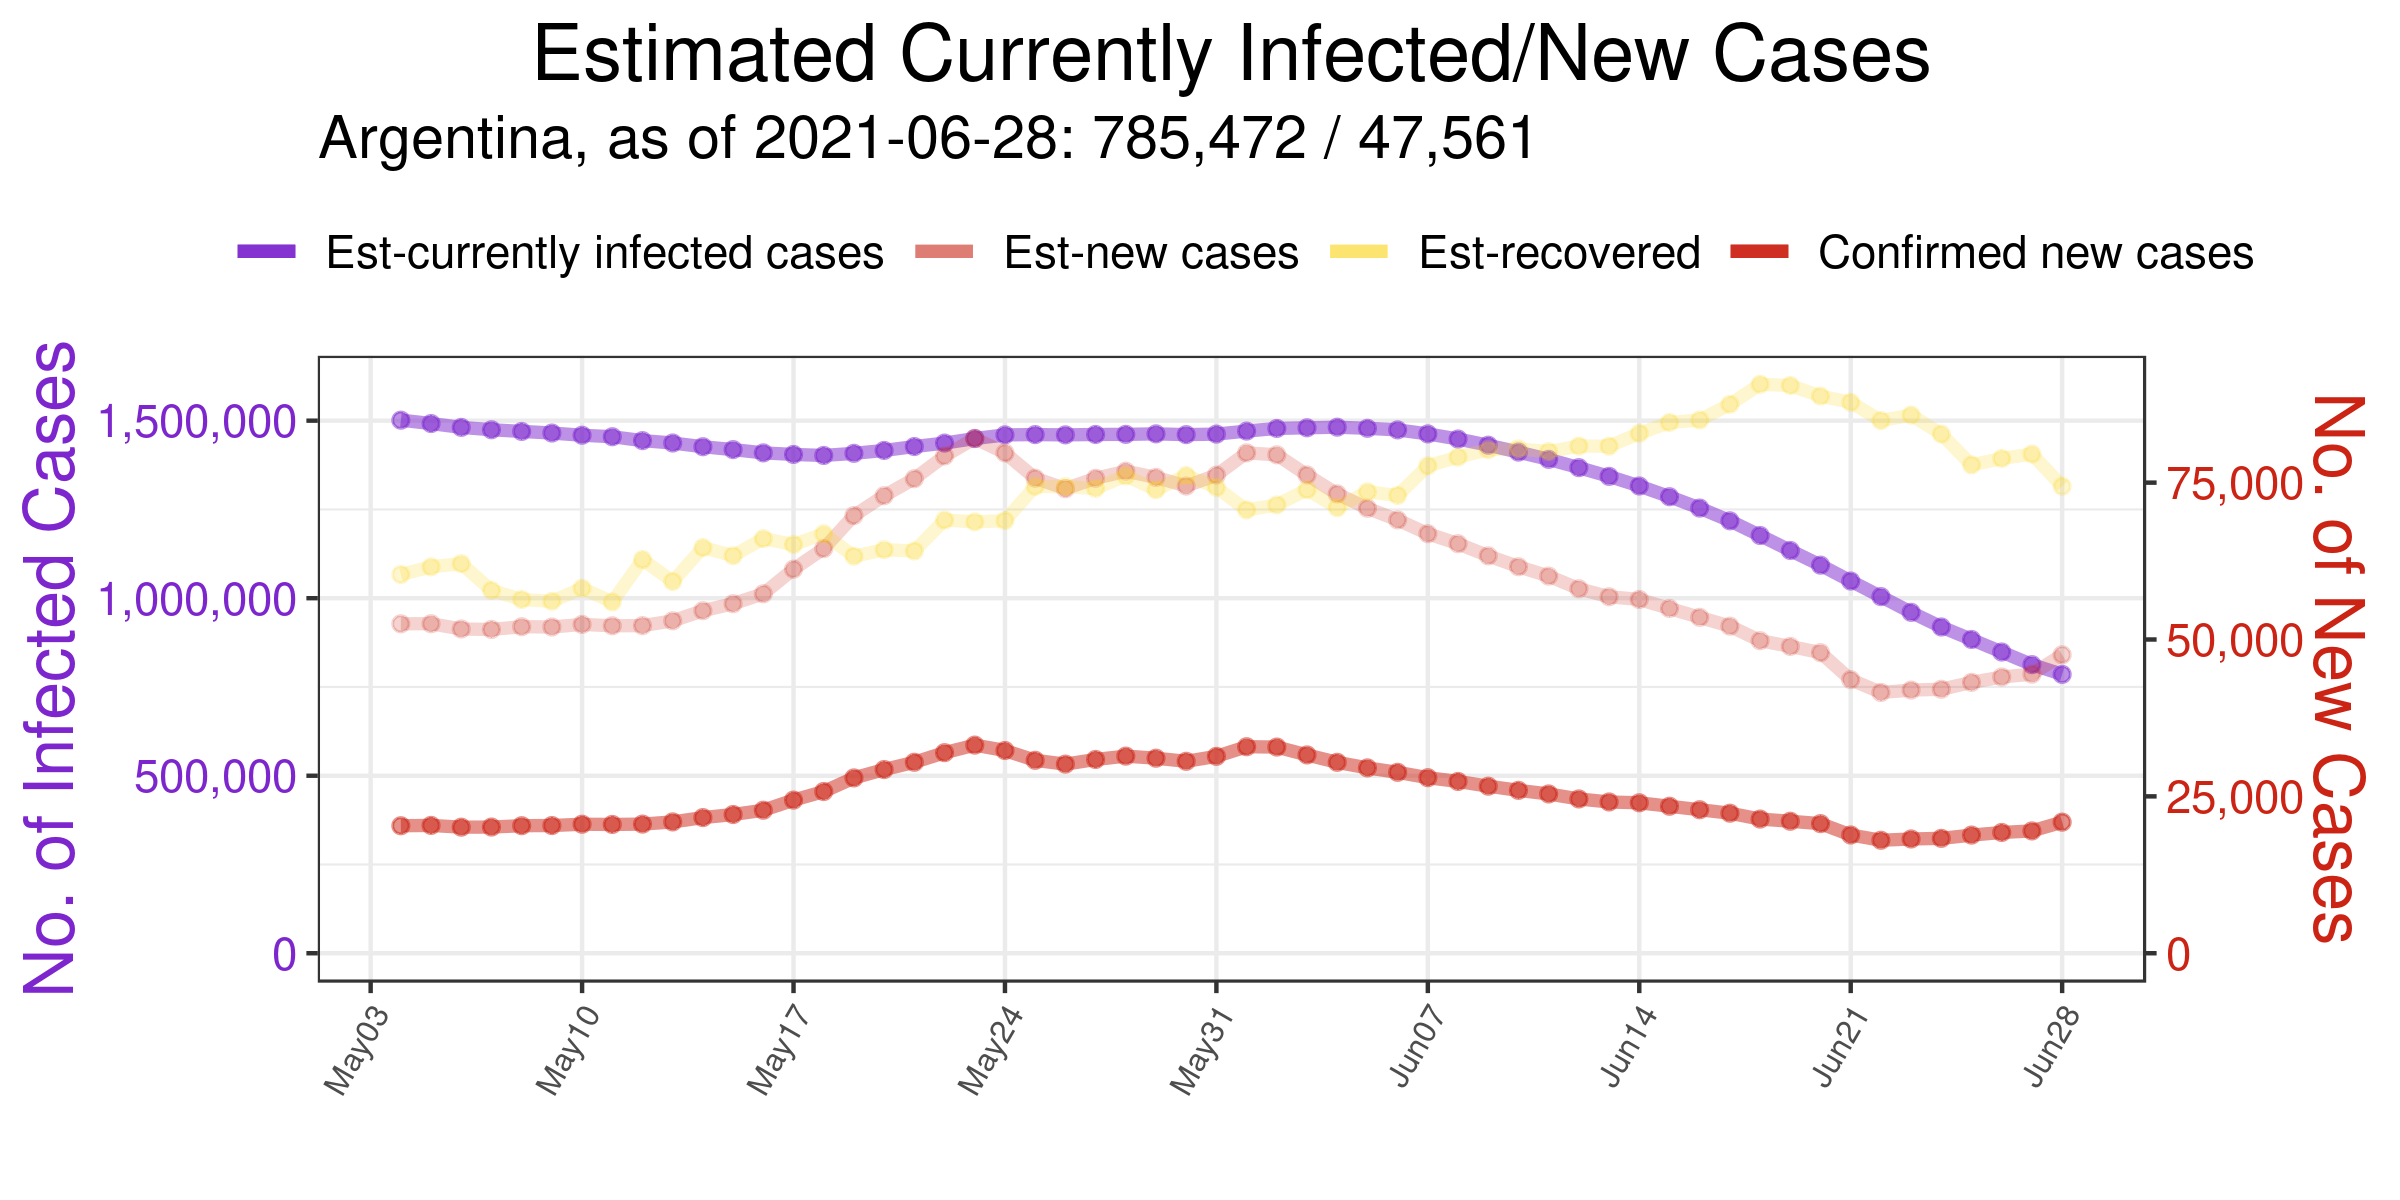 Estimated Currently Infected/New Cases
Argentina, as of 2021-06-28: 785,472 / 47,561
Est-currently infected cases Est-new cases Est-recovered Confirmed new cases
No. of Infected Cases
1,500,000
1,000,000
500,000
0
75,000
50,000
25,000
0
No. of New Cases
May03 May10 May17 May24 May31 Jun07 Jun14 Jun21 Jun28